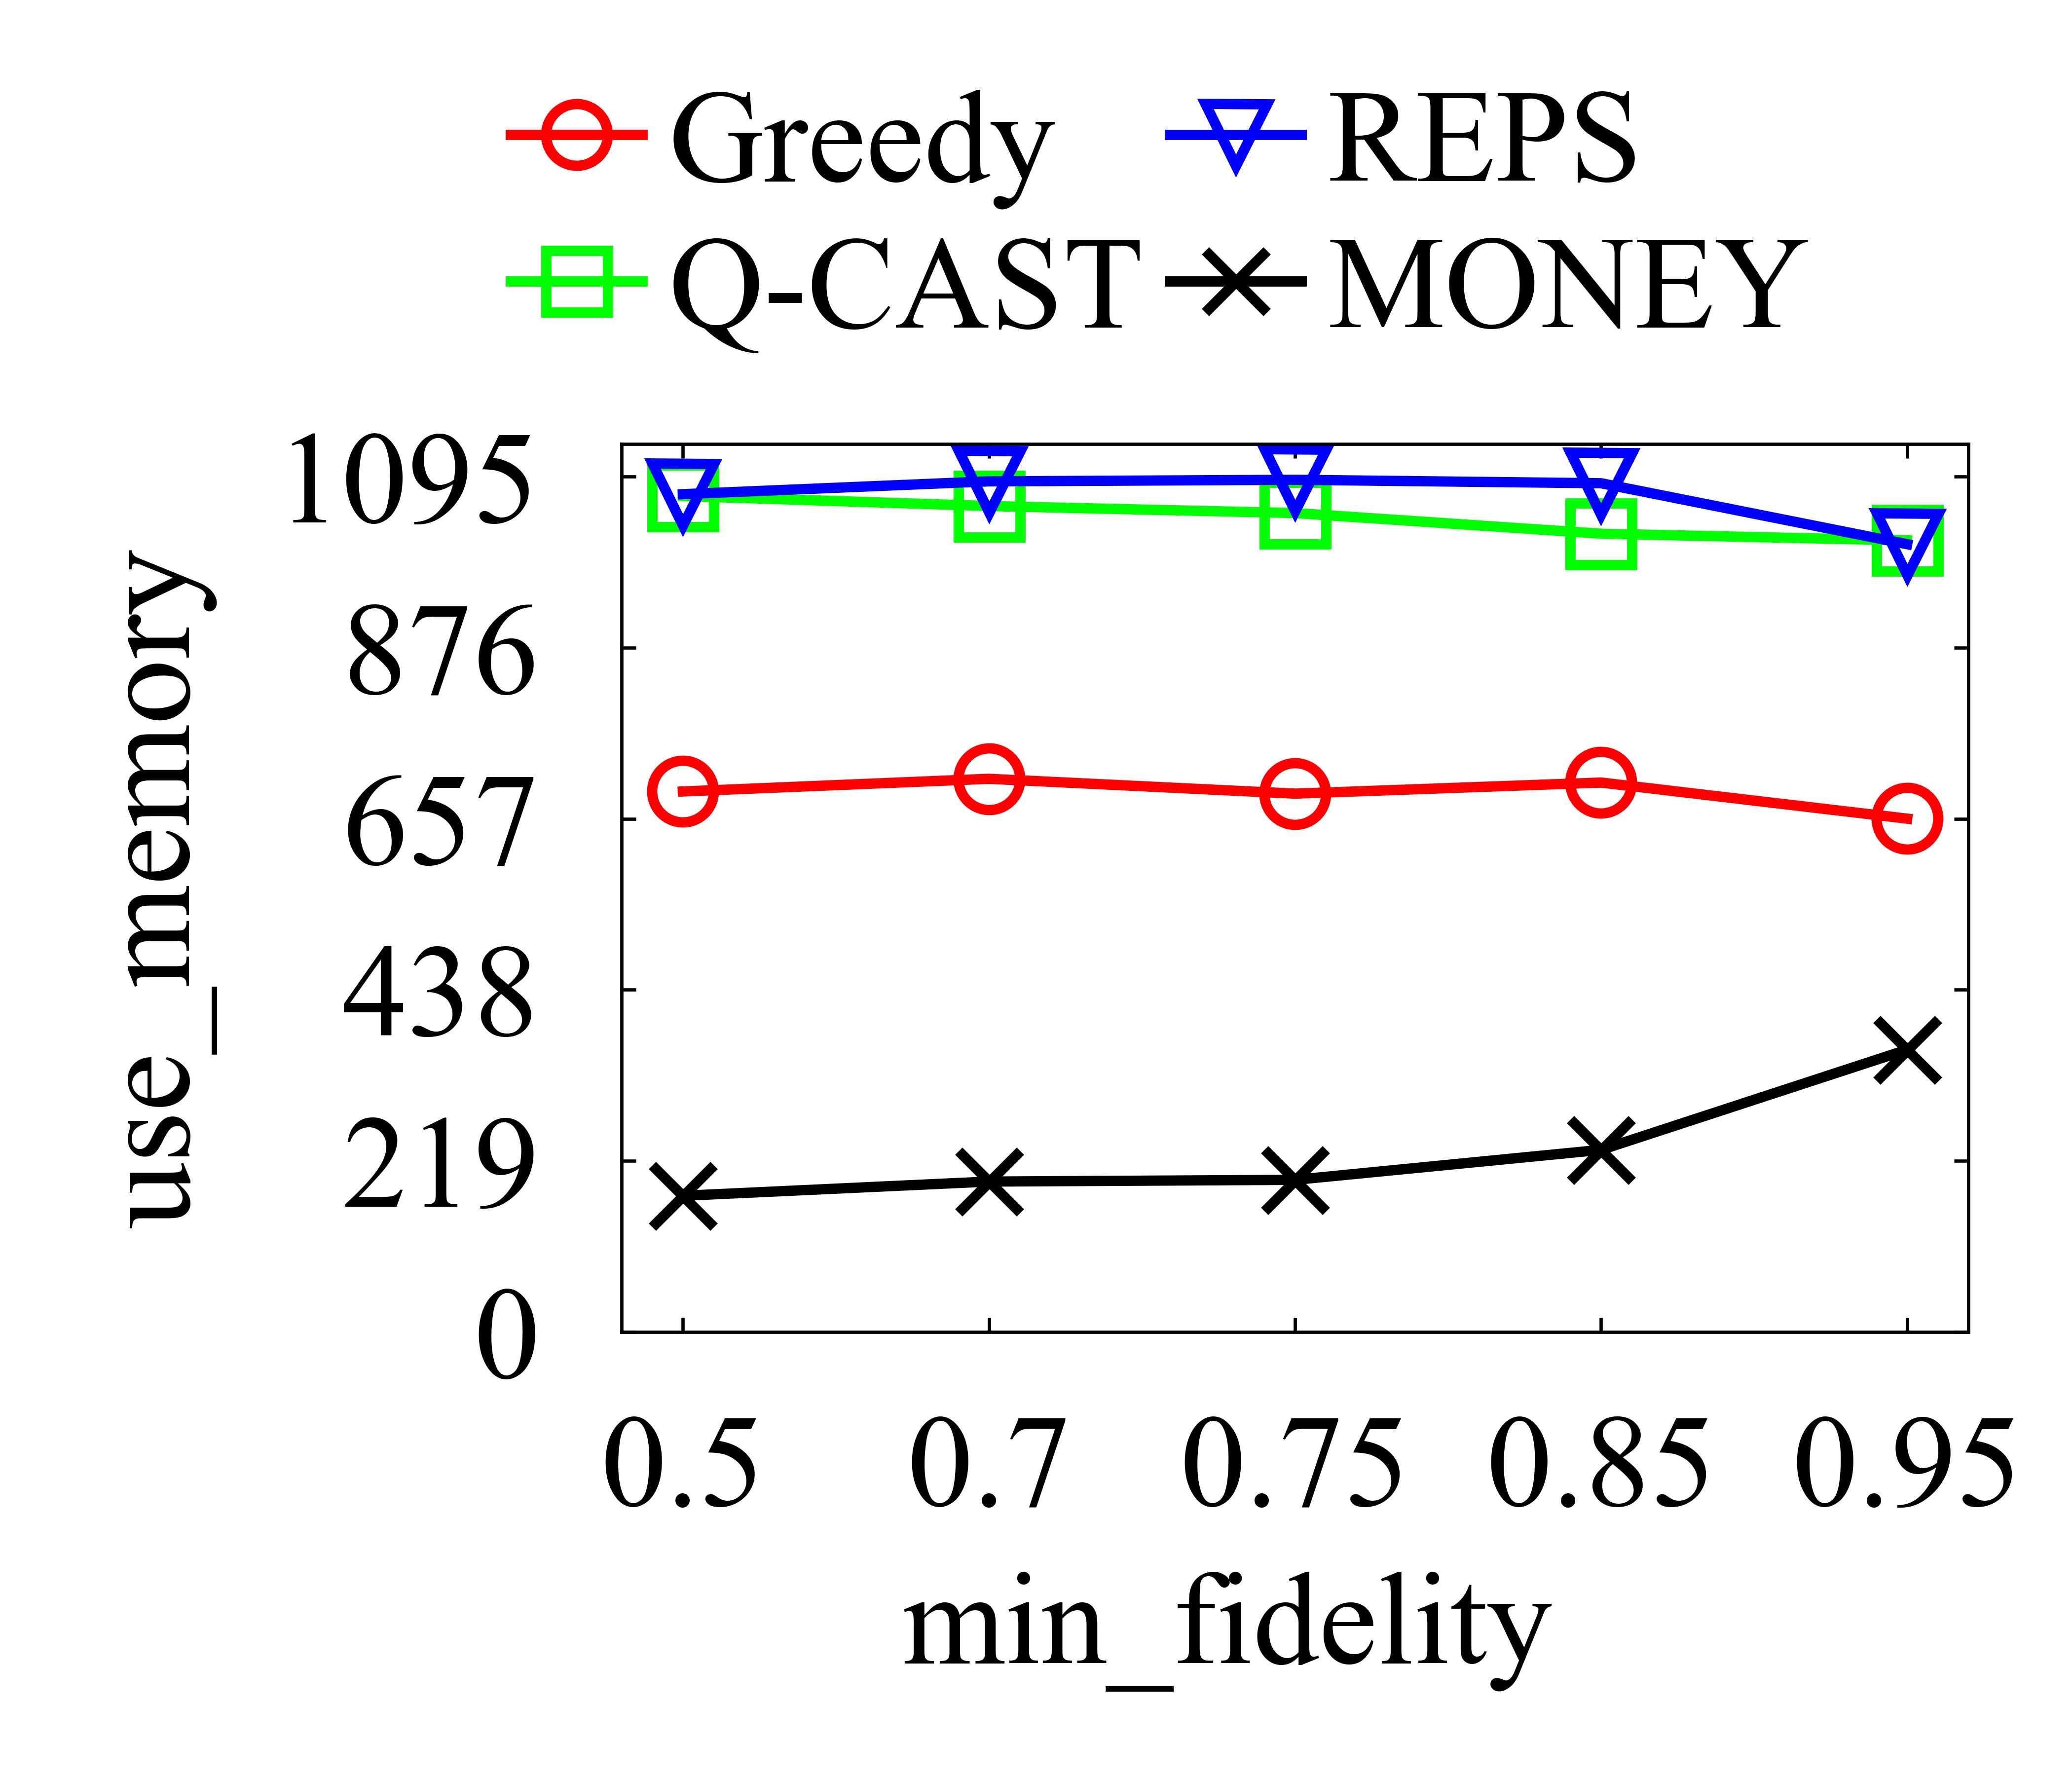 Greedy REPS
Q-CAST MONEY
1095
876
657
438
219
0
use_memory
0.5 0.7 0.75 0.85 0.95
min_fidelity